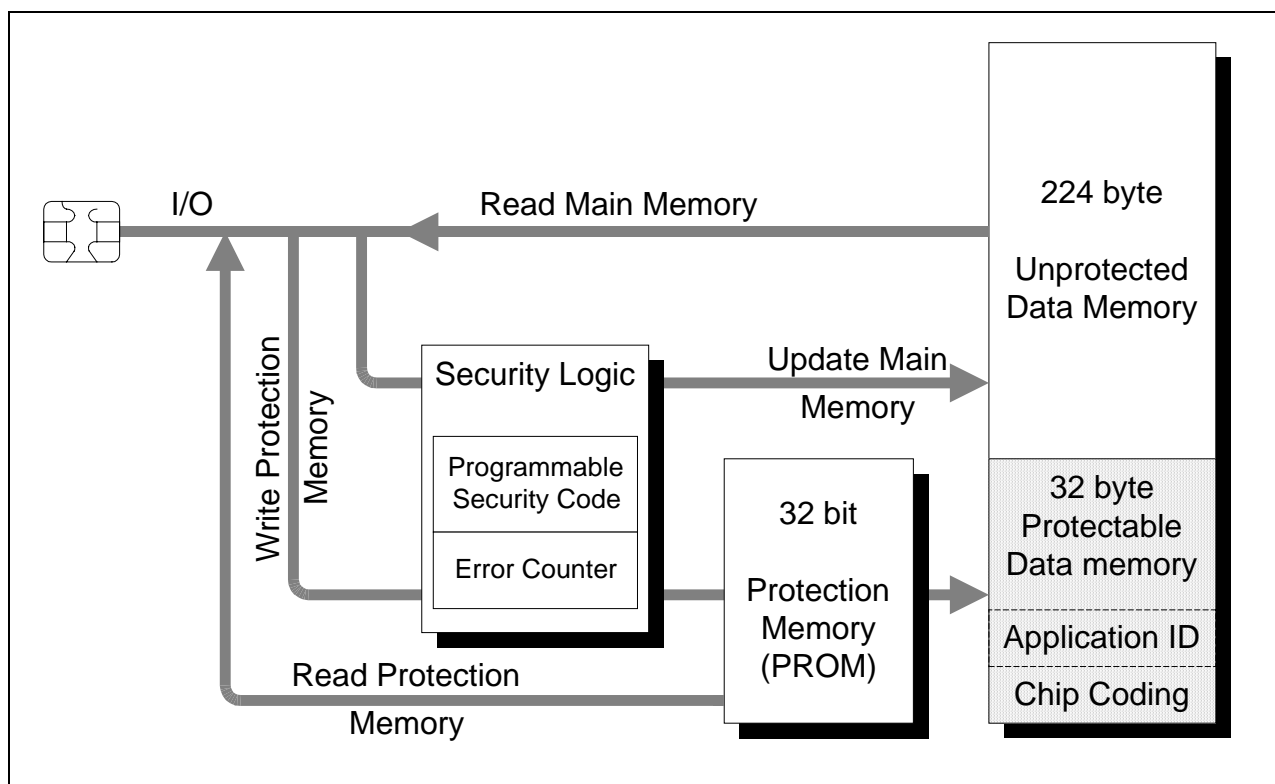 I/O
Read Main Memory
224 byte
Unprotected
Data Memory
Write Protection
Memory
Security Logic
Programmable
Security Code
Error Counter
Update Main
Memory
32 bit
Protection
Memory
(PROM)
32 byte
Protectable
Data memory
Application ID
Chip Coding
Read Protection
Memory